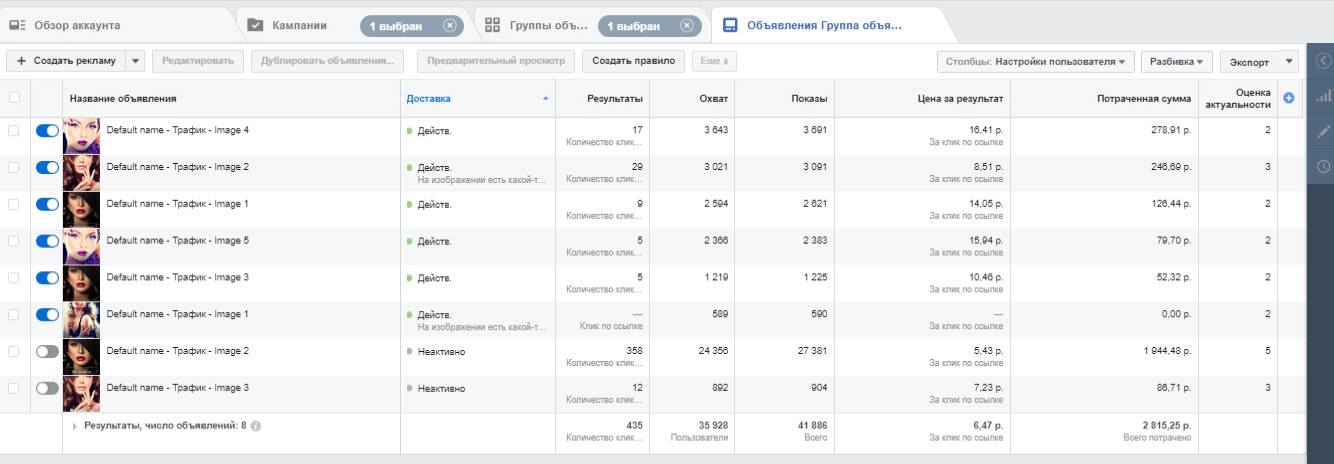 Обзор аккаунта
Кампании
1 выбран
Группы объ...
1 выбран
Объявления Группа объя...
+ Создать рекламу
Редактировать
Дублировать объявления...
Предварительный просмотр
Создать правило
Еще
Столбцы: Настройки пользователя
Разбивка
Экспорт
Название объявления Доставка Результаты Охват Показы Цена за результат Потраченная сумма Оценка актуальности
Default name - Трафик - Image 4 Действ. 17 3 643 3 691 16,41 р. 278,91 р. 2
Количество клик... За клик по ссылке
Default name - Трафик - Image 2 Действ. 29 3 021 3 091 8,51 р. 246,69 р. 3
На изображении есть какой-т... Количество клик... За клик по ссылке
Default name - Трафик - Image 1 Действ. 9 2 594 2 621 14,05 р. 126,44 р. 2
Количество клик... За клик по ссылке
Default name - Трафик - Image 5 Действ. 5 2 366 2 383 15,94 р. 79,70 р. 2
Количество клик... За клик по ссылке
Default name - Трафик - Image 3 Действ. 5 1 219 1 225 10,46 р. 52,32 р. 2
Количество клик... За клик по ссылке
Default name - Трафик - Image 1 Действ. — 589 590 — 0,00 р. 2
На изображении есть какой-т... Клик по ссылке За клик по ссылке
Default name - Трафик - Image 2 Неактивно 358 24 356 27 381 5,43 р. 1 944,48 р. 5
Количество клик... За клик по ссылке
Default name - Трафик - Image 3 Неактивно 12 892 904 7,23 р. 86,71 р. 3
Количество клик... За клик по ссылке
Результаты, число объявлений: 8 435 35 928 41 886 6,47 р. 2 815,25 р.
Количество клик... Пользователи Всего За клик по ссылке Всего потрачено